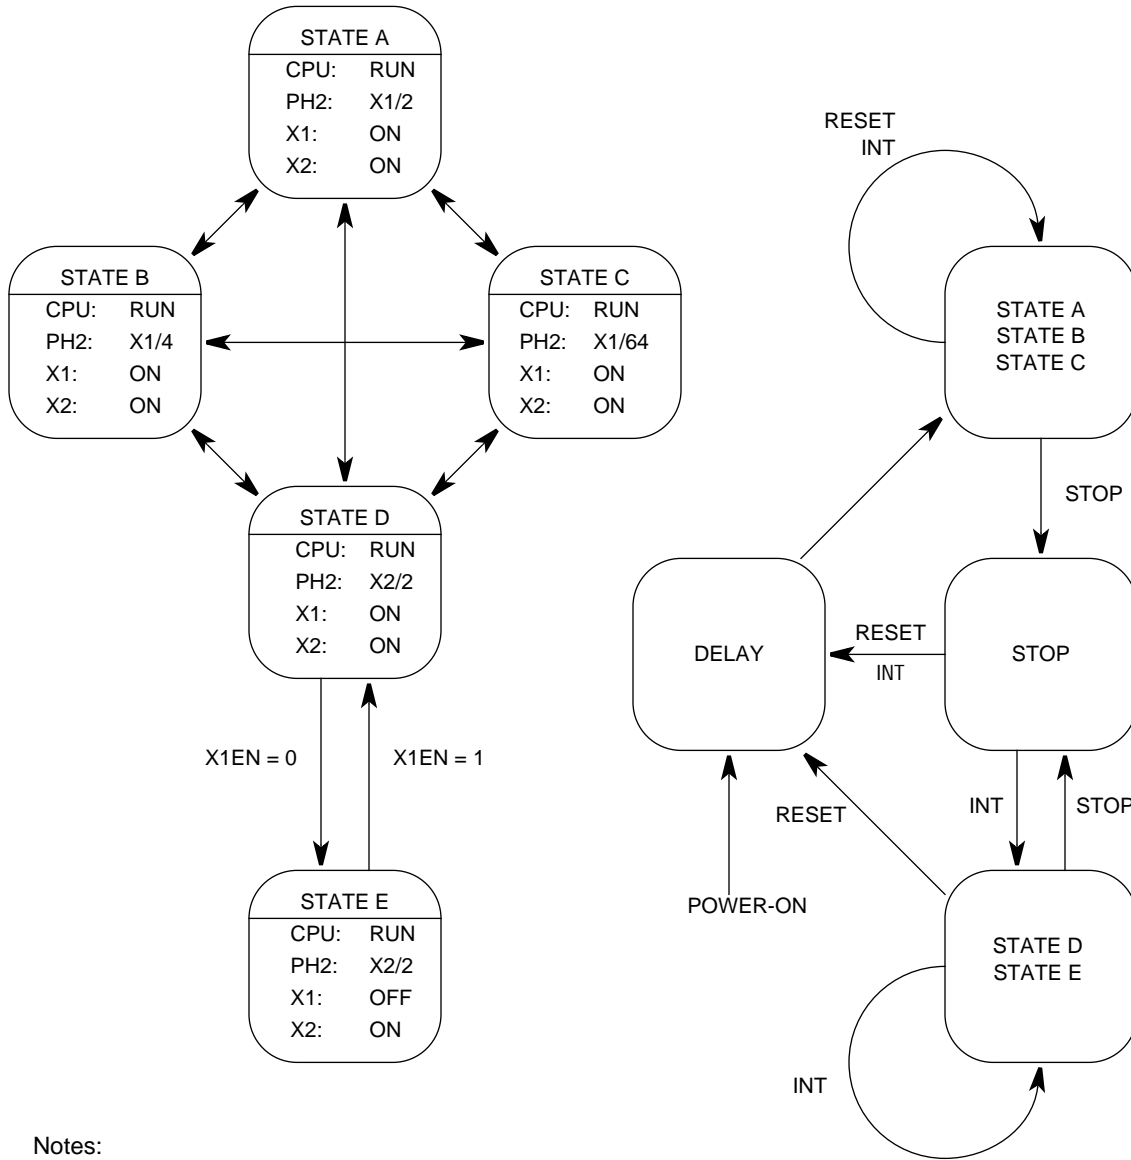 STATE A
CPU: RUN
PH2: X1/2
X1: ON
X2: ON
STATE B
CPU: RUN
PH2: X1/4
X1: ON
X2: ON
STATE C
CPU: RUN
PH2: X1/64
X1: ON
X2: ON
STATE D
CPU: RUN
PH2: X2/2
X1: ON
X2: ON
X1EN = 0
X1EN = 1
STATE E
CPU: RUN
PH2: X2/2
X1: OFF
X2: ON
RESET
INT
STATE A
STATE B
STATE C
STOP
DELAY
RESET
INT
STOP
RESET
INT
STOP
POWER-ON
STATE D
STATE E
INT
Notes: